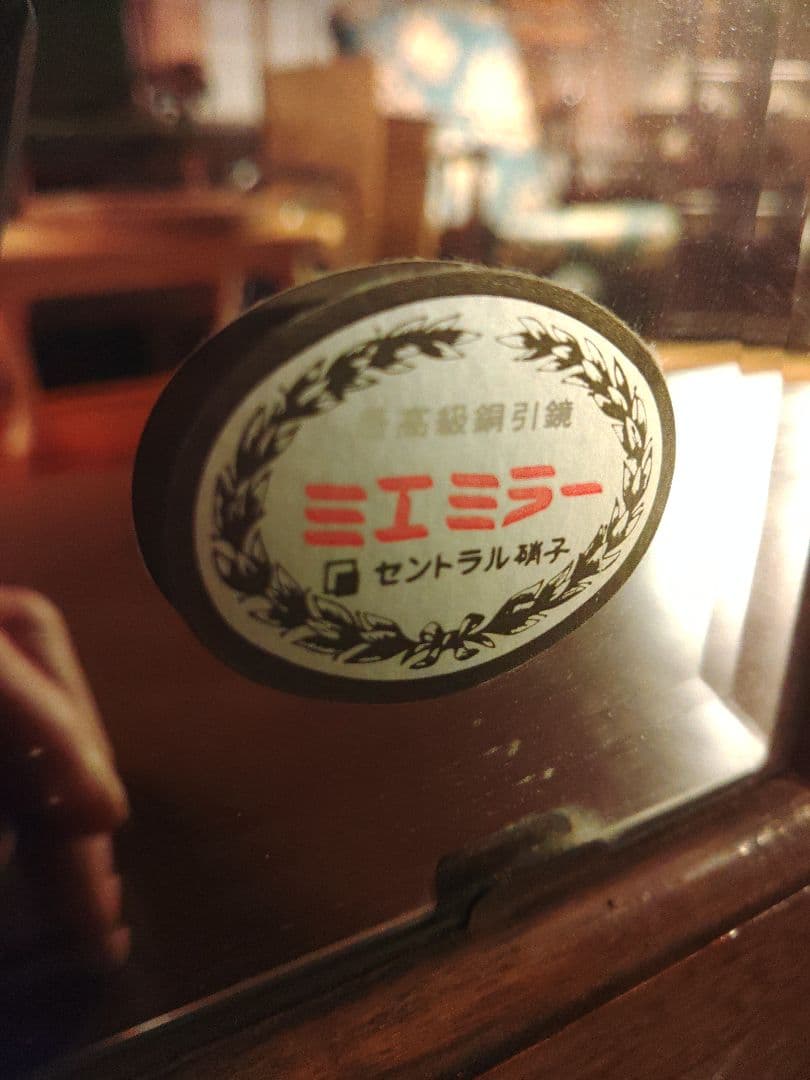 最高級銅引鏡
ミエミラー
セントラル硝子